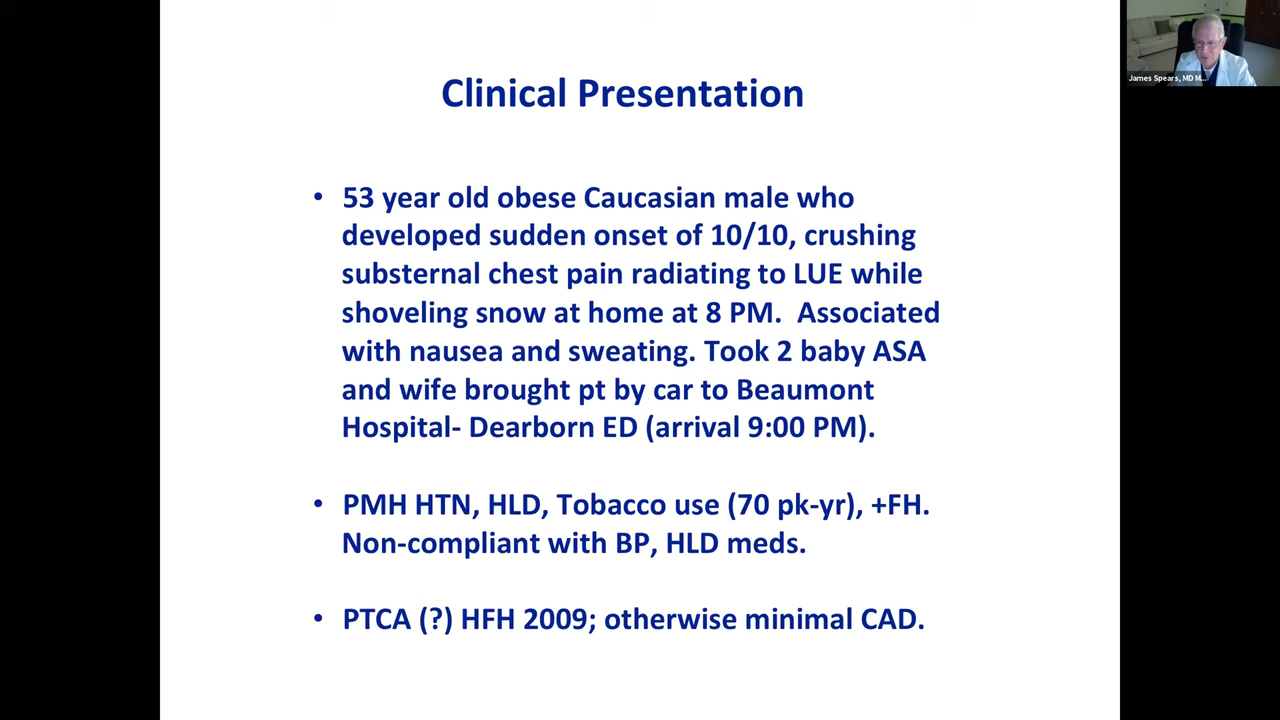 Clinical Presentation
James Spears, MD M...
• 53 year old obese Caucasian male who
developed sudden onset of 10/10, crushing
substernal chest pain radiating to LUE while
shoveling snow at home at 8 PM.  Associated
with nausea and sweating. Took 2 baby ASA
and wife brought pt by car to Beaumont
Hospital- Dearborn ED (arrival 9:00 PM).
• PMH HTN, HLD, Tobacco use (70 pk-yr), +FH.
Non-compliant with BP, HLD meds.
• PTCA (?) HFH 2009; otherwise minimal CAD.